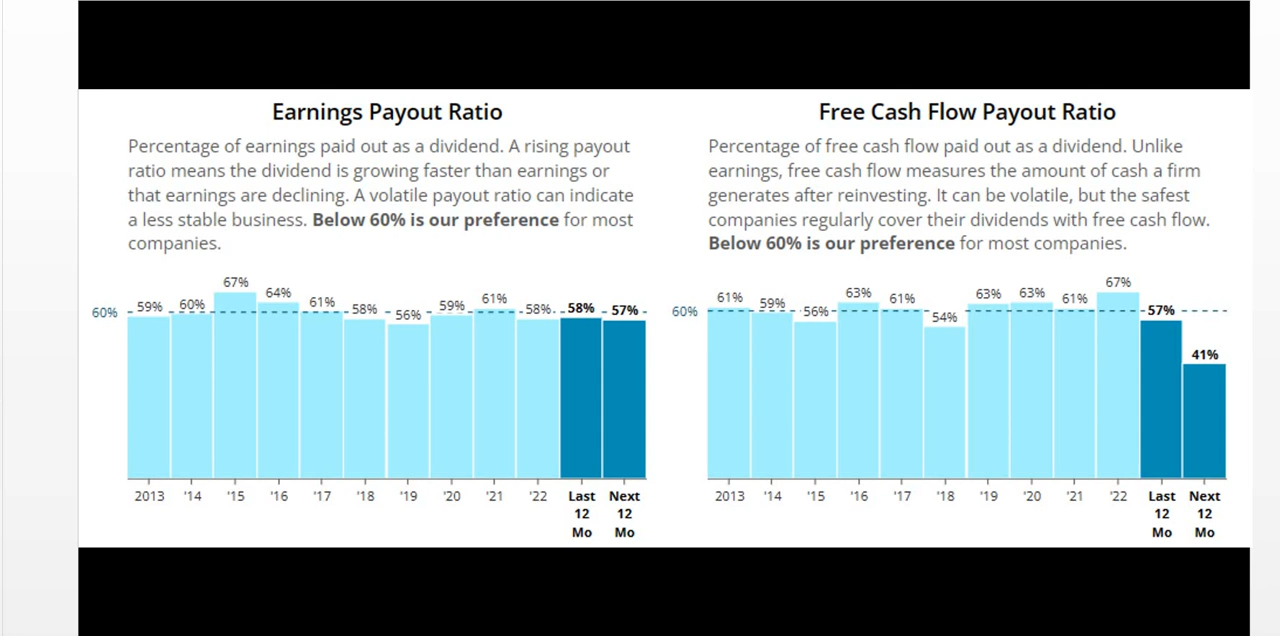 Earnings Payout Ratio
Percentage of earnings paid out as a dividend. A rising payout
ratio means the dividend is growing faster than earnings or
that earnings are declining. A volatile payout ratio can indicate
a less stable business. Below 60% is our preference for most
companies.
59% 60% 67% 64% 61% 58% 56% 59% 61% 58% 58% 57%
60%
2013 '14 '15 '16 '17 '18 '19 '20 '21 '22 Last Next
12 12
Mo Mo
Free Cash Flow Payout Ratio
Percentage of free cash flow paid out as a dividend. Unlike
earnings, free cash flow measures the amount of cash a firm
generates after reinvesting. It can be volatile, but the safest
companies regularly cover their dividends with free cash flow.
Below 60% is our preference for most companies.
61% 59% 56% 63% 61% 54% 63% 63% 61% 67% 57% 41%
60%
2013 '14 '15 '16 '17 '18 '19 '20 '21 '22 Last Next
12 12
Mo Mo